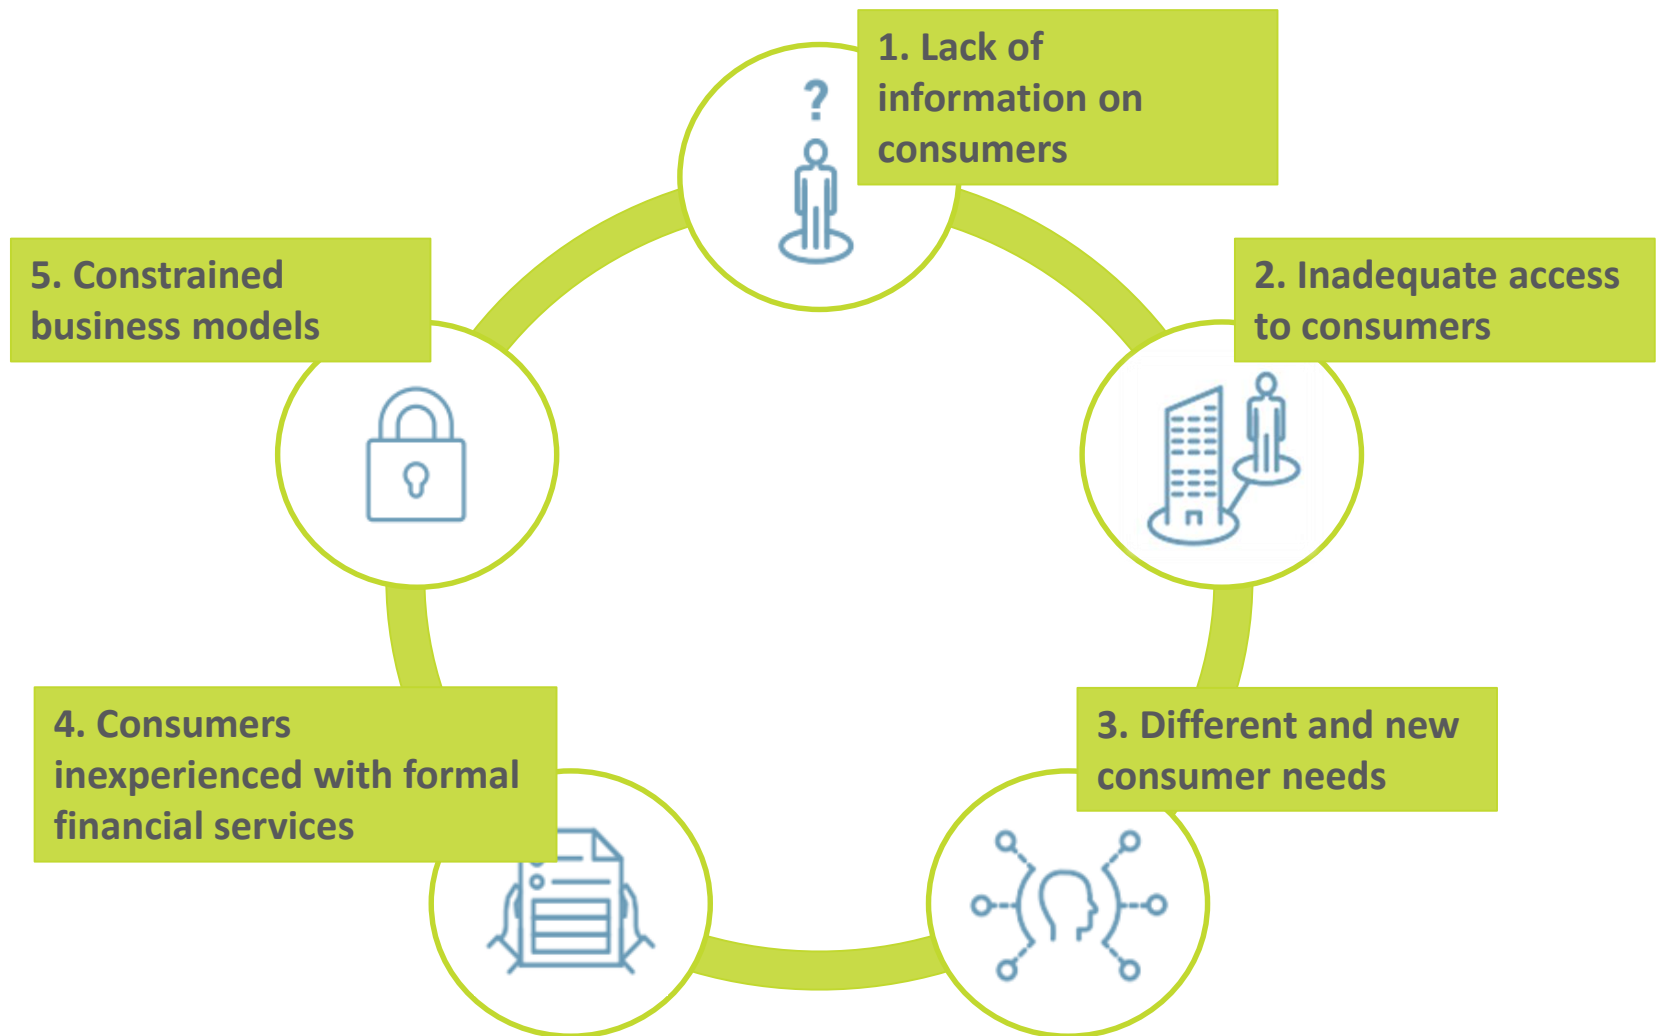 1. Lack of
information on
consumers
2. Inadequate access
to consumers
3. Different and new
consumer needs
4. Consumers
inexperienced with formal
financial services
5. Constrained
business models
?